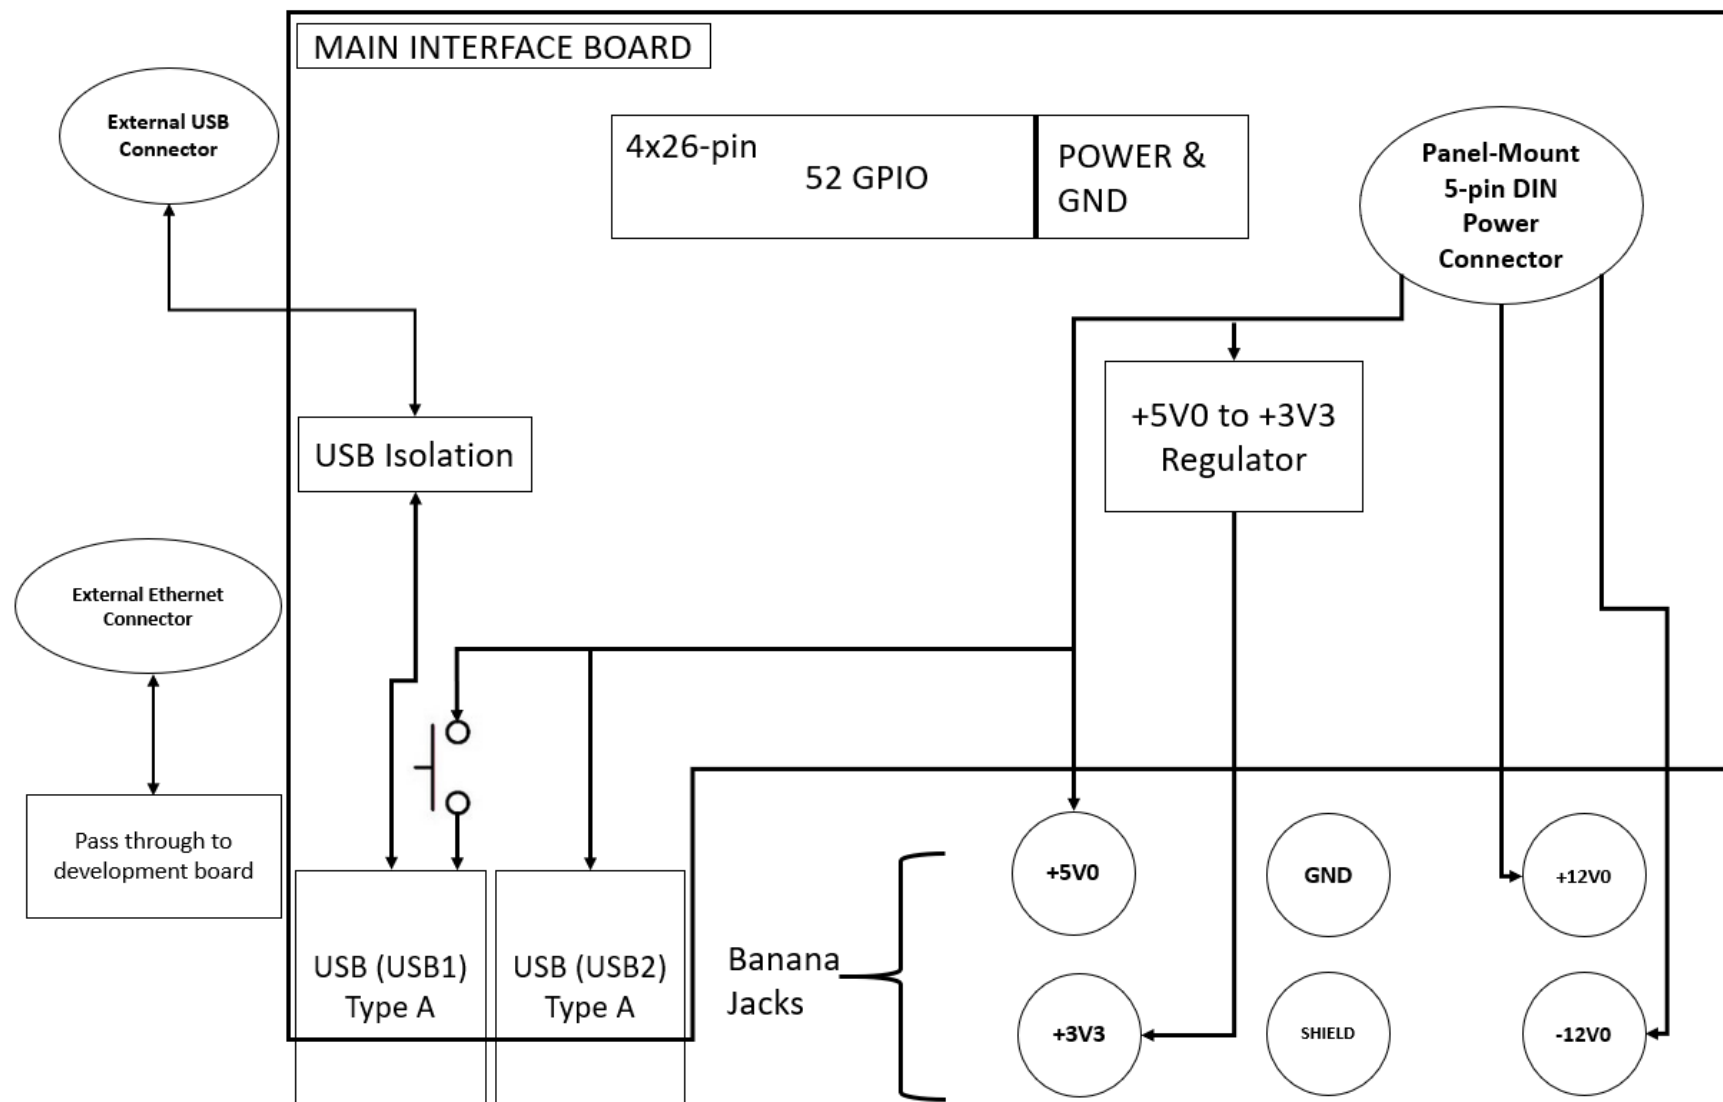 MAIN INTERFACE BOARD
External USB
Connector
4x26-pin
52 GPIO
POWER &
GND
Panel-Mount
5-pin DIN
Power
Connector
+5V0 to +3V3
Regulator
USB Isolation
External Ethernet
Connector
Pass through to
development board
USB (USB1)
Type A
USB (USB2)
Type A
Banana
Jacks
+5V0
GND
+12V0
+3V3
SHIELD
-12V0